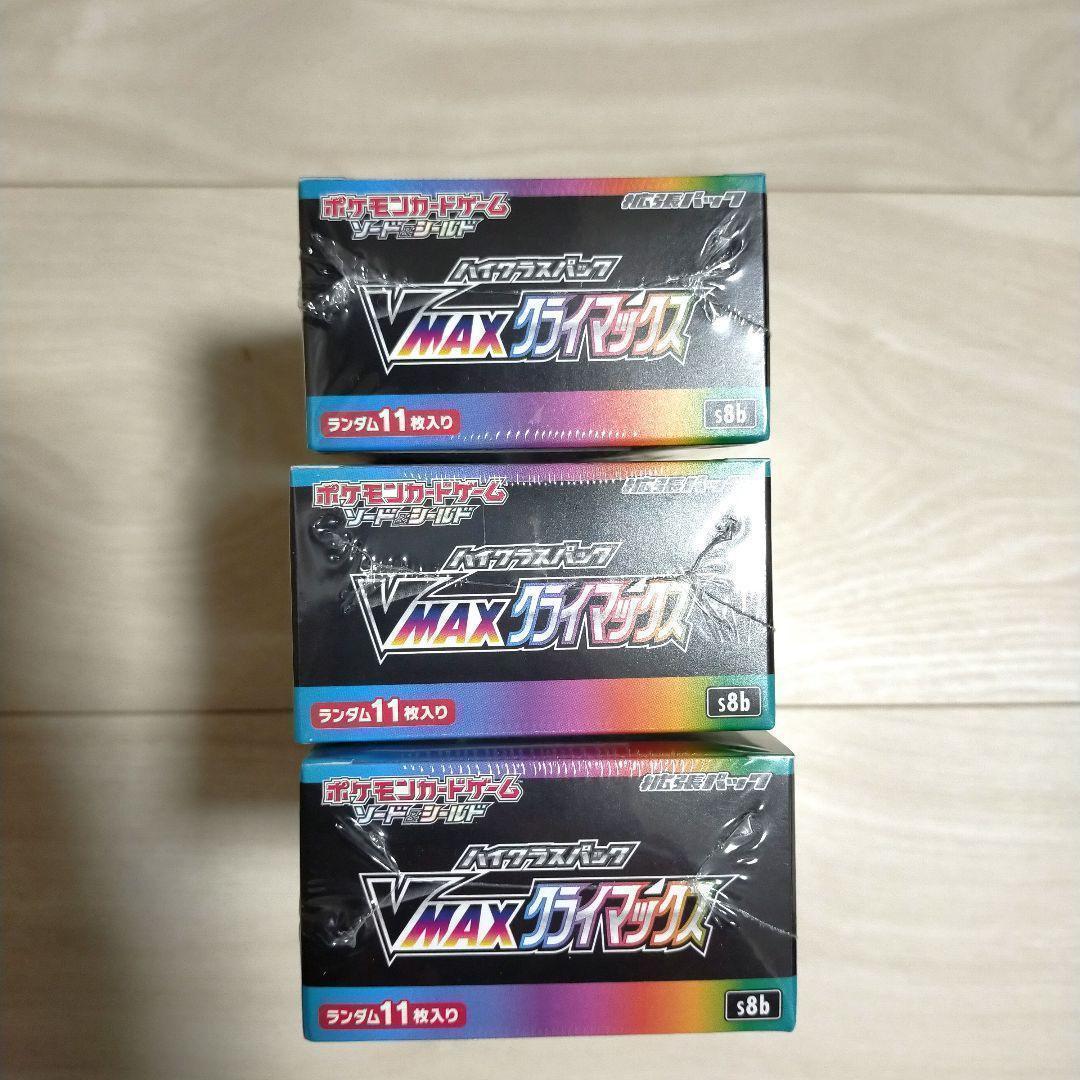 ポケモンカードゲーム
ソード&シールド
拡張パック
ハイクラスパック
VMAXクライマックス
ランダム11枚入り
s8b
ポケモンカードゲーム
ソード&シールド
拡張パック
ハイクラスパック
VMAXクライマックス
ランダム11枚入り
s8b
ポケモンカードゲーム
ソード&シールド
拡張パック
ハイクラスパック
VMAXクライマックス
ランダム11枚入り
s8b